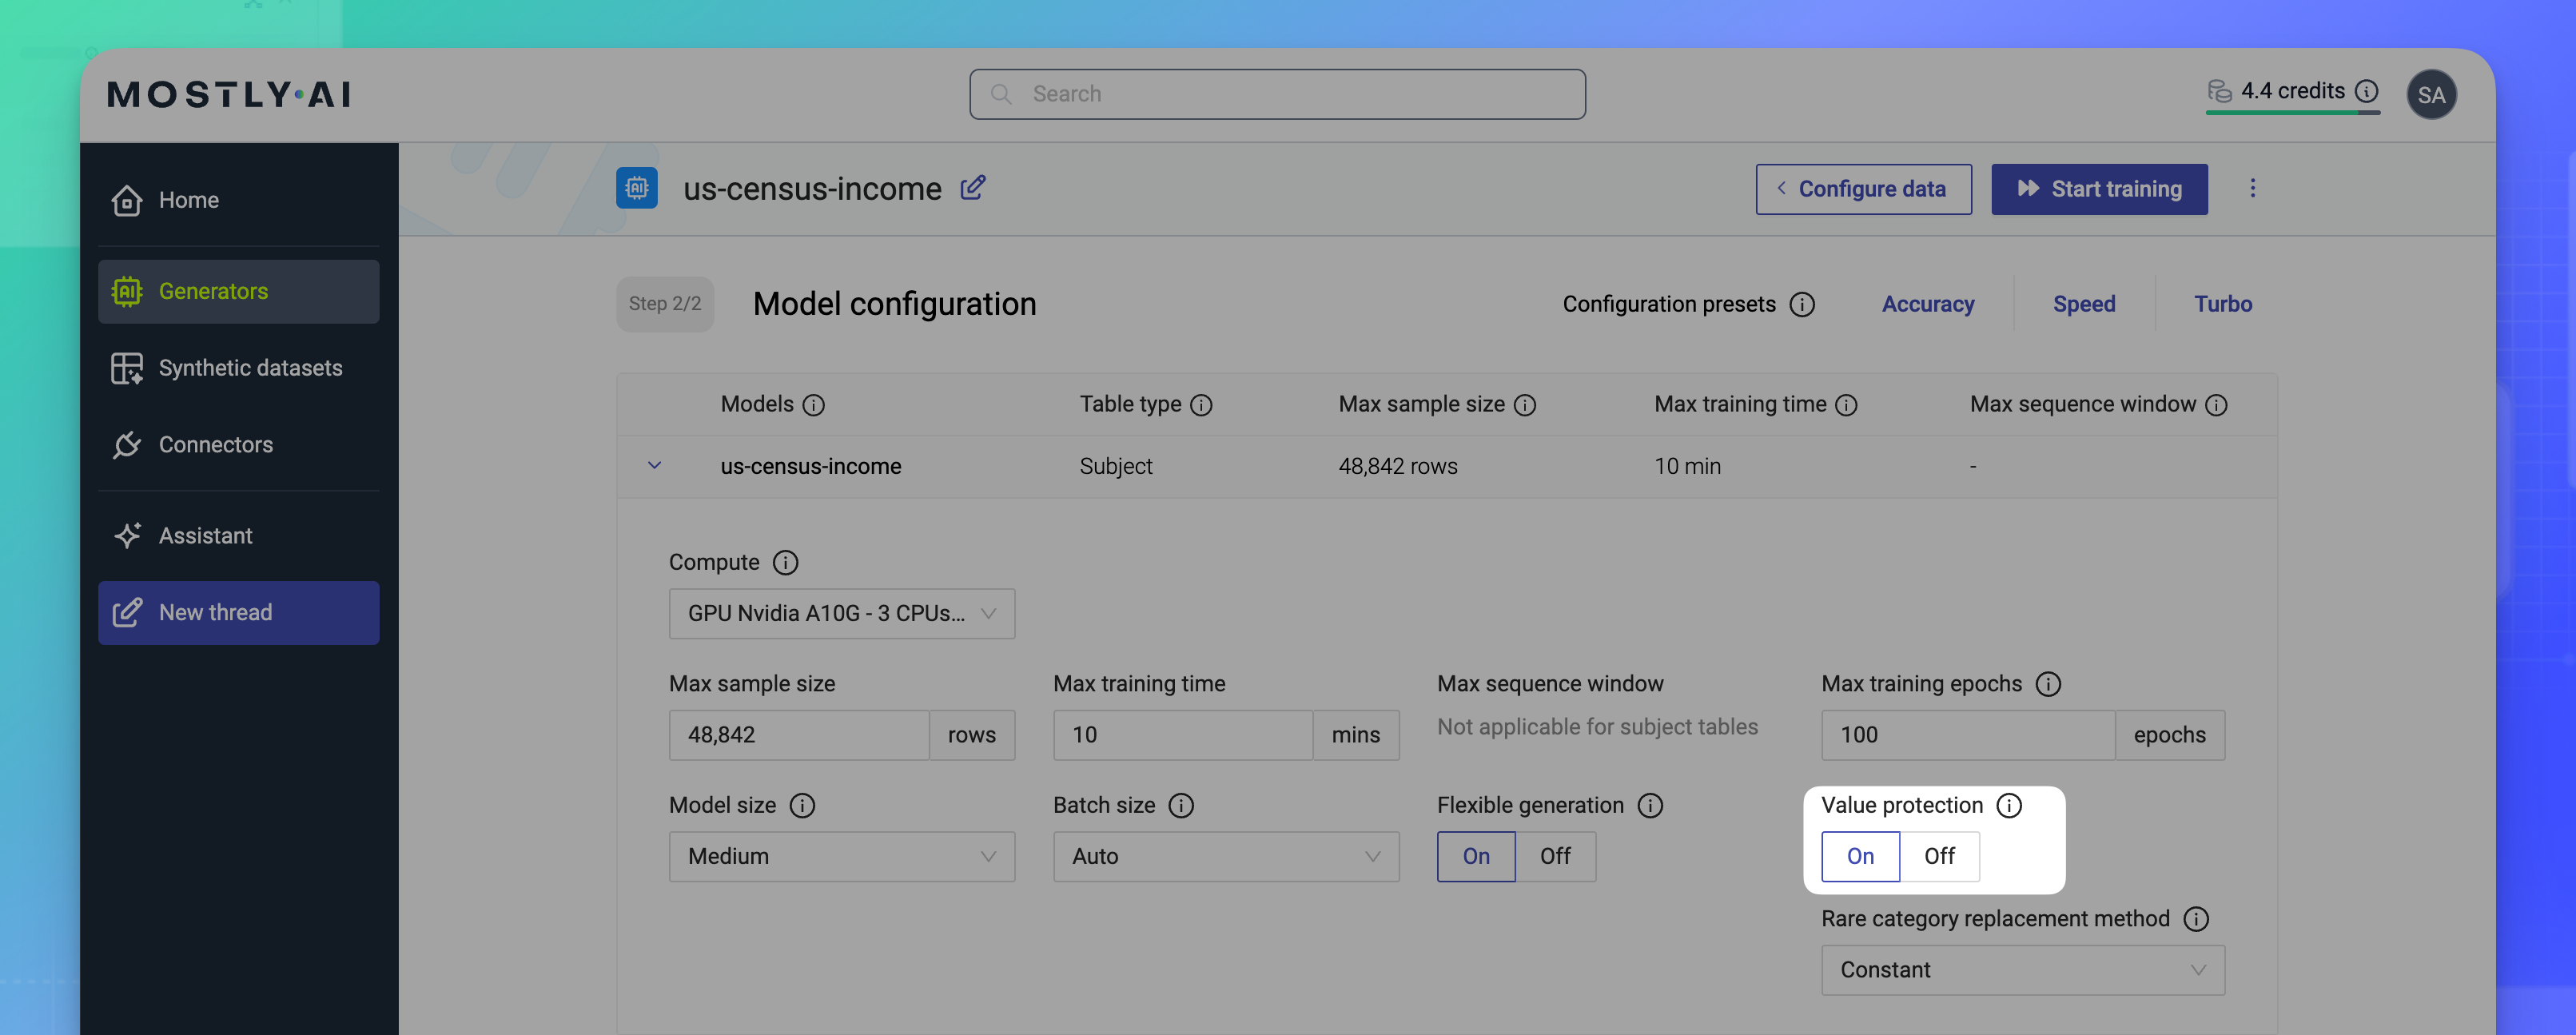 MOSTLY AI
Search
4.4 credits
SA
Home
Generators
Synthetic datasets
Connectors
Assistant
New thread
us-census-income
Configure data
Start training
Step 2/2
Model configuration
Configuration presets
Accuracy
Speed
Turbo
Models
Table type
Max sample size
Max training time
Max sequence window
us-census-income
Subject
48,842 rows
10 min
-
Compute
GPU Nvidia A10G - 3 CPUs...
Max sample size
Max training time
Max sequence window
Max training epochs
48,842
rows
10
mins
Not applicable for subject tables
100
epochs
Model size
Batch size
Flexible generation
Value protection
Medium
Auto
On
Off
On
Off
Rare category replacement method
Constant